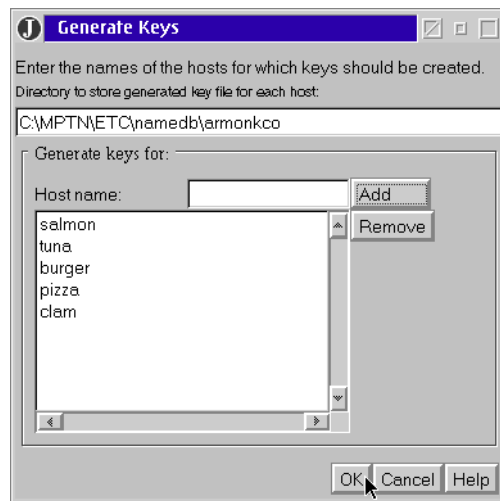 J Generate Keys
Enter the names of the hosts for which keys should be created.
Directory to store generated key file for each host:
C:\MPTN\ETC\namedb\armonkco
Generate keys for:
Host name: Add
Remove
salmon
tuna
burger
pizza
clam
OK Cancel Help